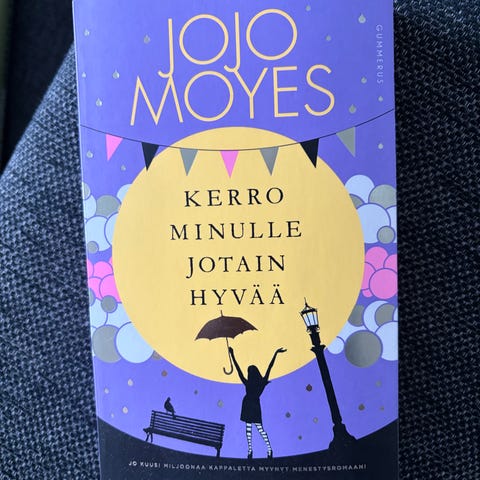 JOJO
MOYES
GUMMERUS
KERRO
MINULLE
JOTAIN
HYVÄÄ
JO KUUSI MILJOONAA KAPPALETTA MYYNYT MENESTYSROMAANI